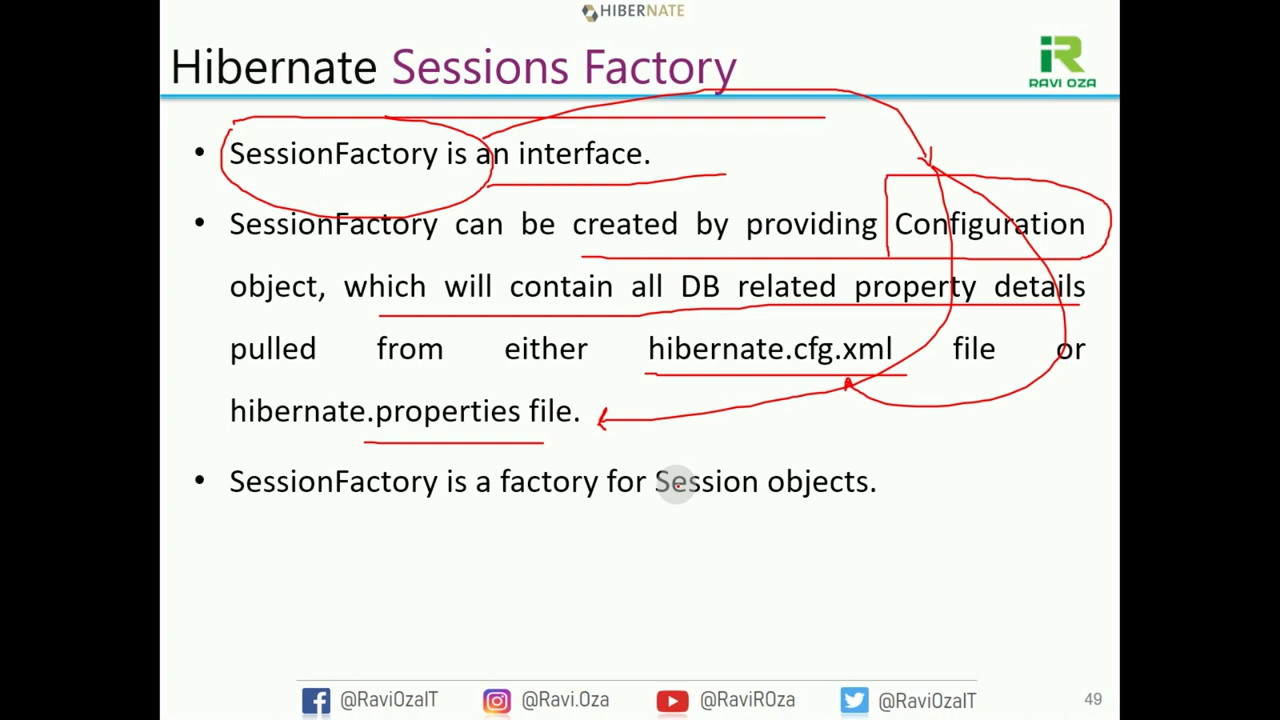 HIBERNATE
Hibernate Sessions Factory
iR
RAVI OZA
• SessionFactory is an interface.
• SessionFactory can be created by providing Configuration
object, which will contain all DB related property details
pulled from either hibernate.cfg.xml file or
hibernate.properties file.
• SessionFactory is a factory for Session objects.
@RaviOzaIT @Ravi.Oza @RaviROza @RaviOzaIT
49